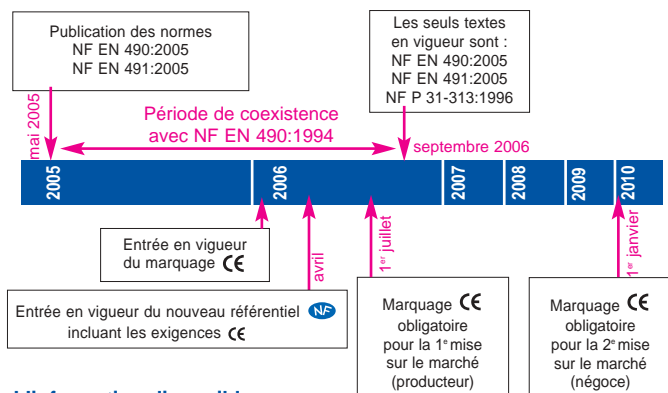 Publication des normes
NF EN 490:2005
NF EN 491:2005
Les seuls textes
en vigueur sont :
NF EN 490:2005
NF EN 491:2005
NF P 31-313:1996
mai 2005
Période de coexistence
avec NF EN 490:1994
septembre 2006
2005
2006
2007
2008
2009
2010
Entrée en vigueur
du marquage CE
avril
1er juillet
1er janvier
Entrée en vigueur du nouveau référentiel NF
incluant les exigences CE
Marquage CE
obligatoire
pour la 1e mise
sur le marché
(producteur)
Marquage CE
obligatoire
pour la 2e mise
sur le marché
(négoce)